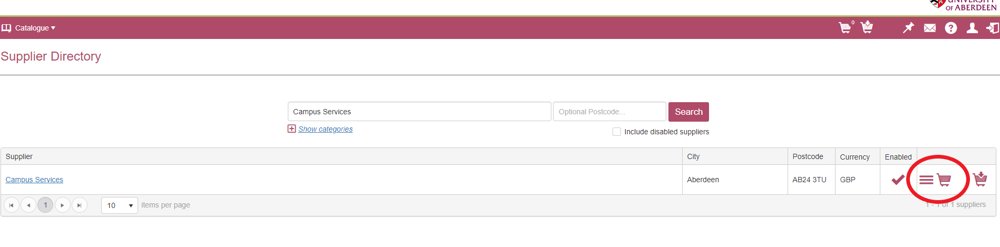 UNIVERSITY
OF ABERDEEN
Catalogue
0
Supplier Directory
Campus Services
Optional Postcode...
Search
Show categories
Include disabled suppliers
Supplier
City
Postcode
Currency
Enabled
Campus Services
Aberdeen
AB24 3TU
GBP
1
10
items per page
1 - 1 of 1 suppliers